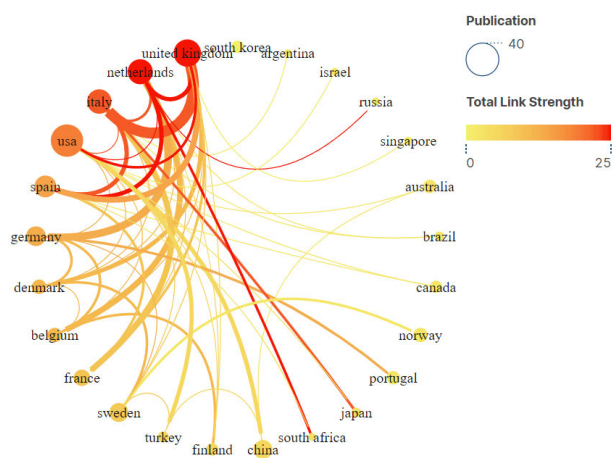 Publication
40
Total Link Strength
0 25
south korea
united kingdom
argentina
netherlands
israel
italy
russia
usa
singapore
spain
australia
germany
brazil
denmark
canada
belgium
norway
france
portugal
sweden
japan
turkey
south africa
finland
china